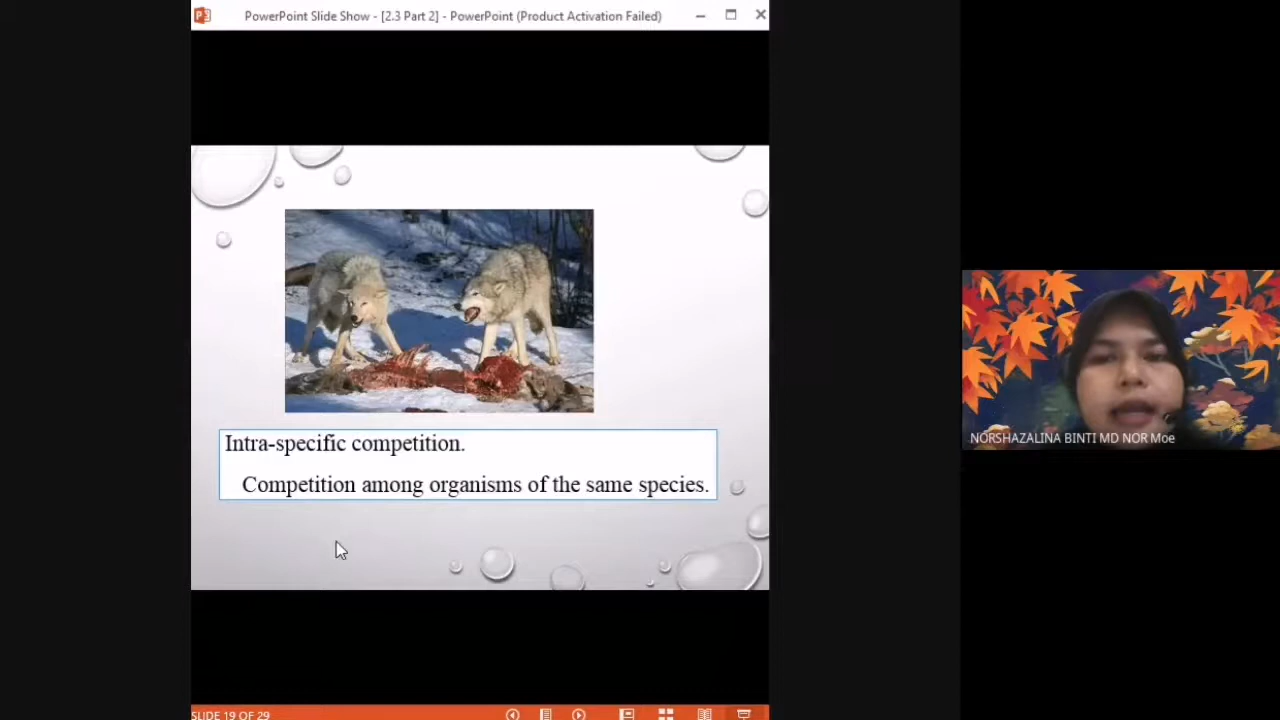 PowerPoint Slide Show - [2.3 Part 2] - PowerPoint (Product Activation Failed)
Intra-specific competition.
Competition among organisms of the same species.
NORSHAZALINA BINTI MD NOR Moe
SLIDE 19 OF 29